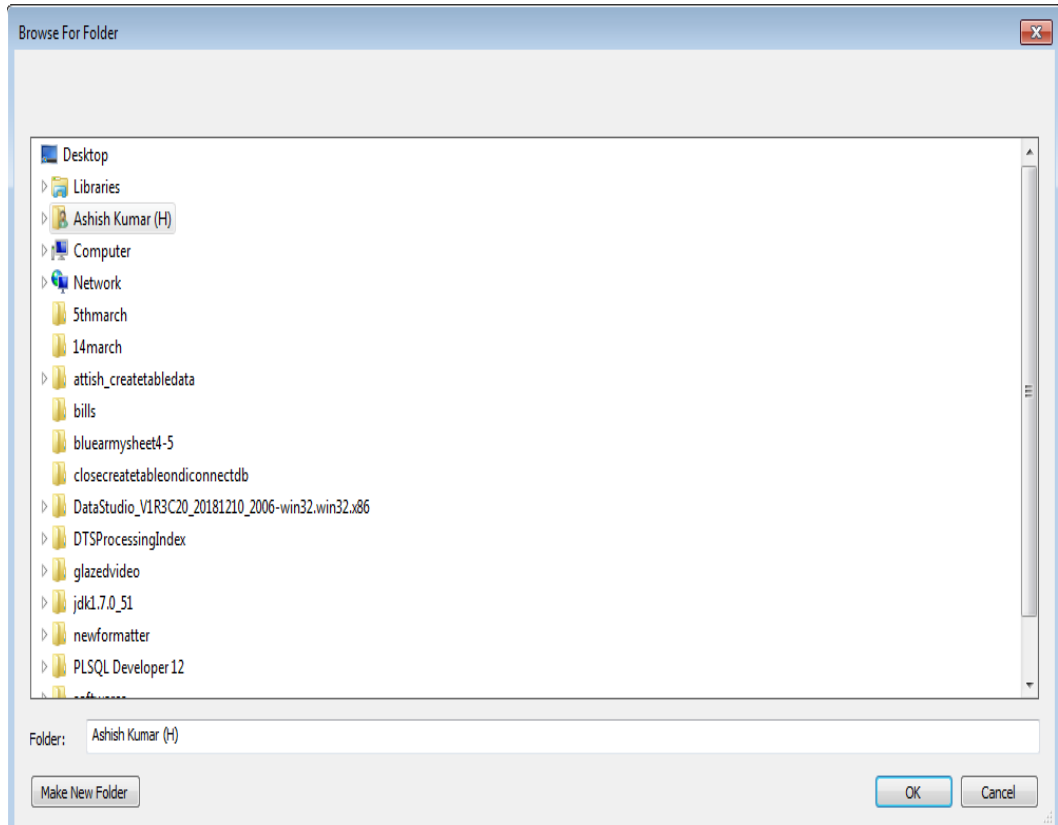 Browse For Folder
Desktop
Libraries
Ashish Kumar (H)
Computer
Network
5thmarch
14march
attish_createtabledata
bills
bluearmysheet4-5
closecreatetableondiconnectdb
DataStudio_V1R3C20_20181210_2006-win32.win32.x86
DTSProcessingIndex
glazedvideo
jdk1.7.0_51
newformatter
PLSQL Developer 12
Folder: Ashish Kumar (H)
Make New Folder OK Cancel